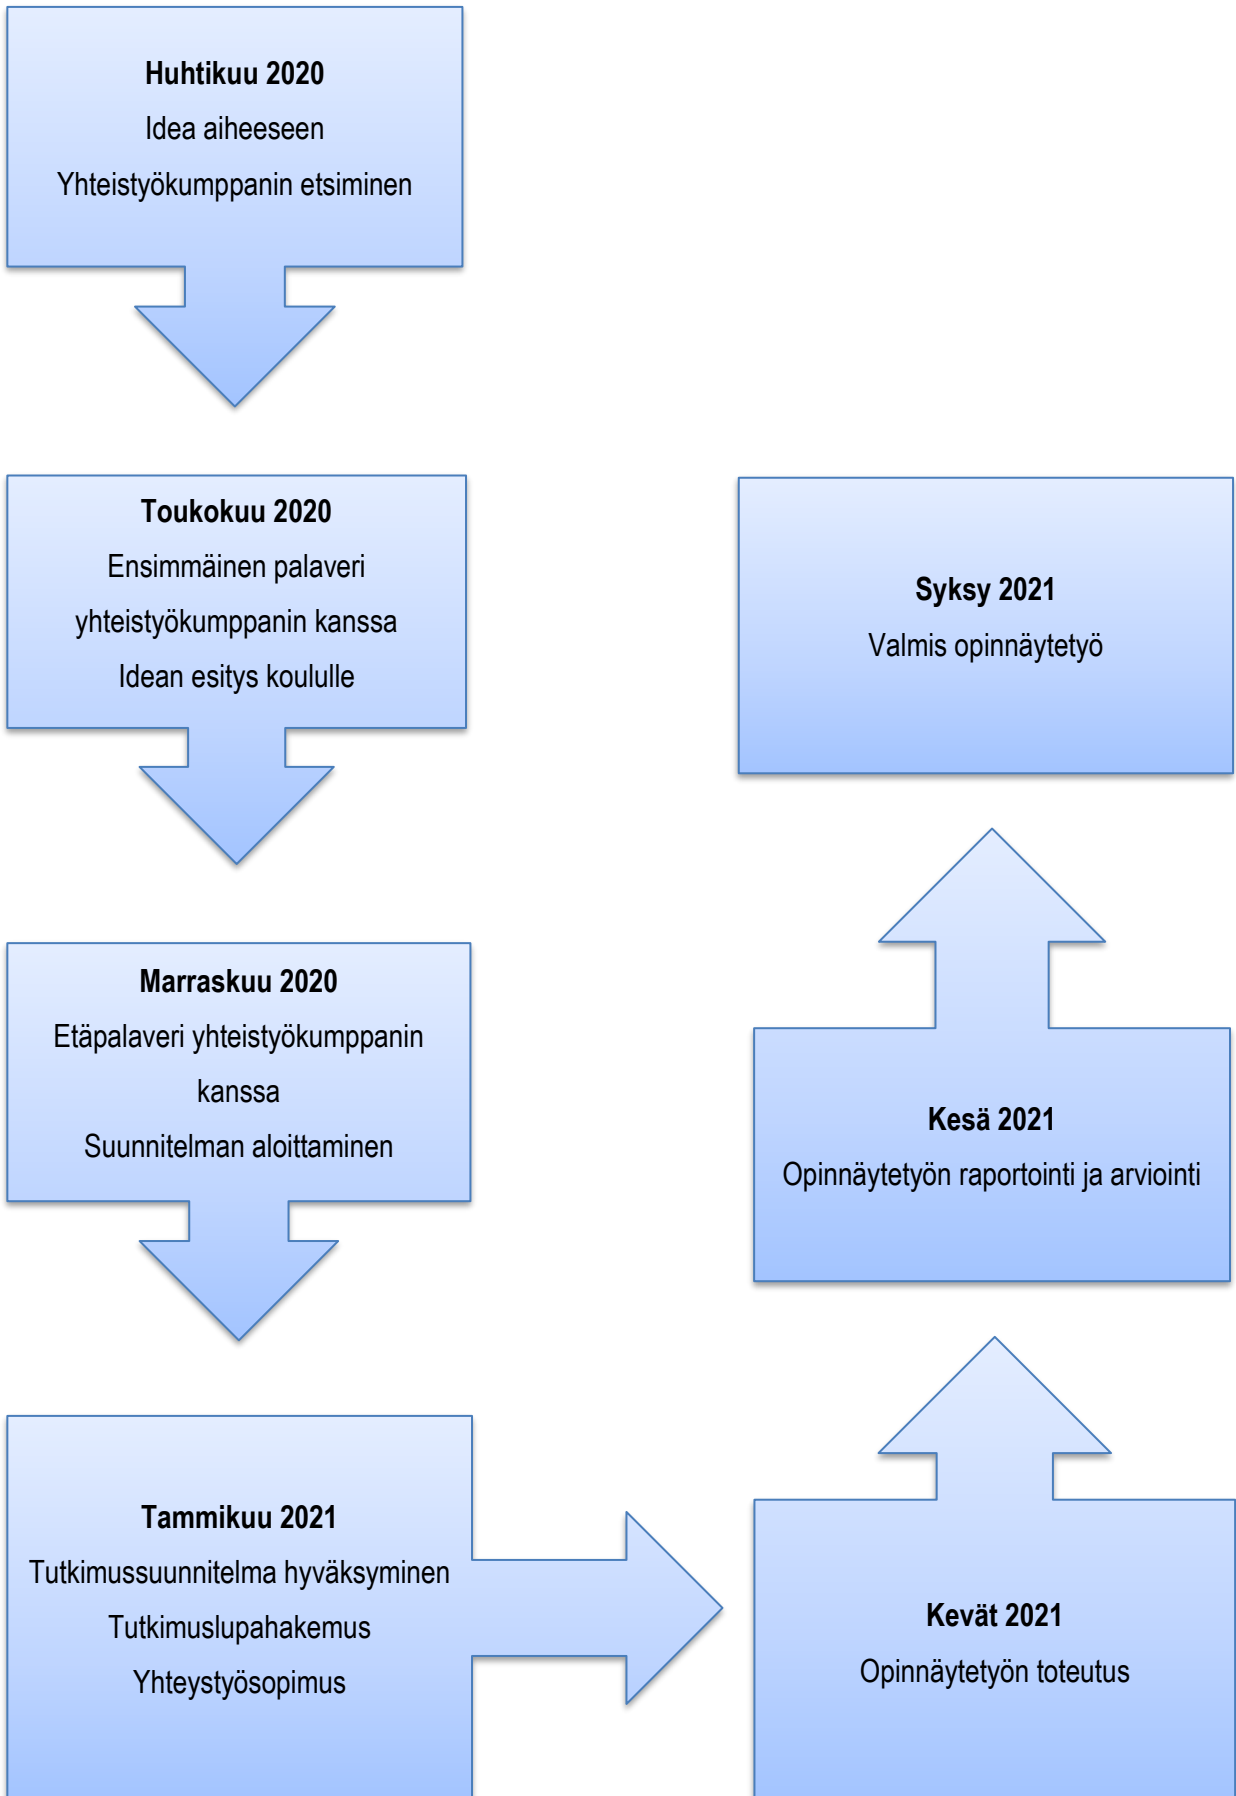 Huhtikuu 2020
Idea aiheeseen
Yhteistyökumppanin etsiminen
Toukokuu 2020
Ensimmäinen palaveri
yhteistyökumppanin kanssa
Idean esitys koululle
Marraskuu 2020
Etäpalaveri yhteistyökumppanin
kanssa
Suunnitelman aloittaminen
Tammikuu 2021
Tutkimussuunnitelma hyväksyminen
Tutkimuslupahakemus
Yhteystyösopimus
Kevät 2021
Opinnäytetyön toteutus
Kesä 2021
Opinnäytetyön raportointi ja arviointi
Syksy 2021
Valmis opinnäytetyö